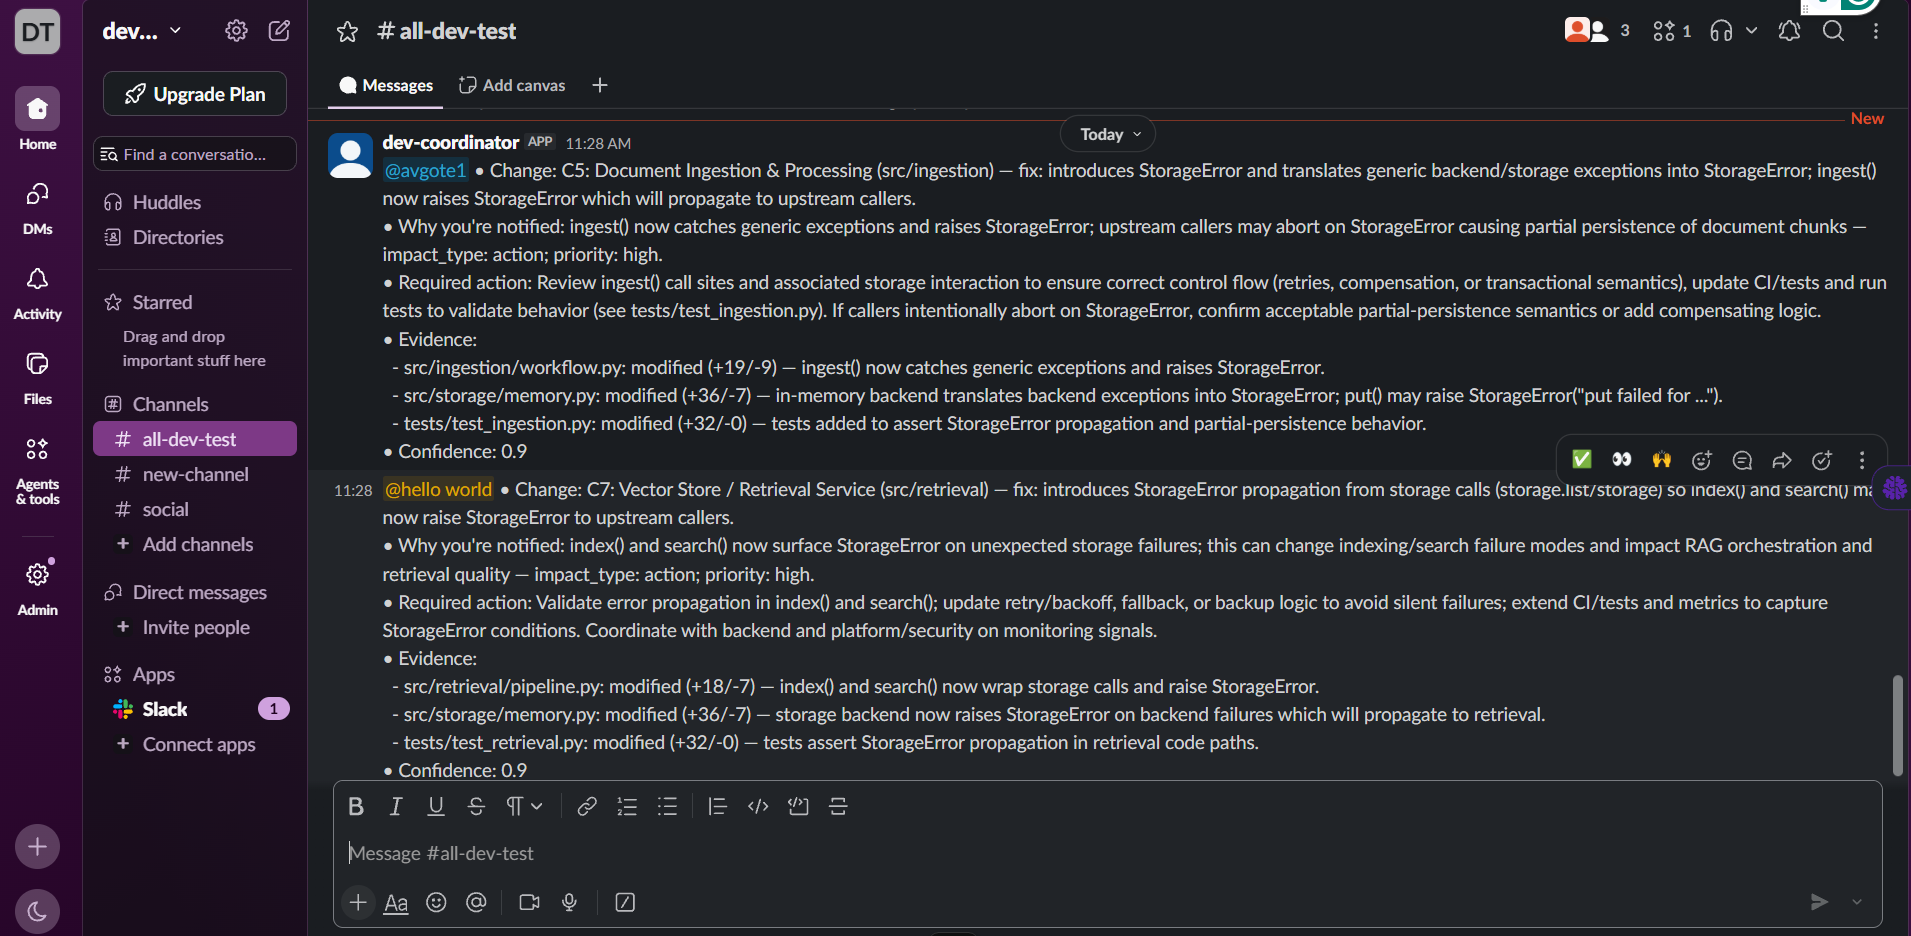 DT
dev...
Upgrade Plan
Find a conversatio...
Home
DMs
Activity
Files
Agents
& tools
Admin
Huddles
Directories
Starred
Drag and drop
important stuff here
Channels
# all-dev-test
# new-channel
# social
+ Add channels
Direct messages
+ Invite people
Apps
Slack 1
+ Connect apps
# all-dev-test
3
1
Messages
Add canvas
New
Today
dev-coordinator APP 11:28 AM
@avgote1 • Change: C5: Document Ingestion & Processing (src/ingestion) — fix: introduces StorageError and translates generic backend/storage exceptions into StorageError; ingest()
now raises StorageError which will propagate to upstream callers.
• Why you're notified: ingest() now catches generic exceptions and raises StorageError; upstream callers may abort on StorageError causing partial persistence of document chunks —
impact_type: action; priority: high.
• Required action: Review ingest() call sites and associated storage interaction to ensure correct control flow (retries, compensation, or transactional semantics), update CI/tests and run
tests to validate behavior (see tests/test_ingestion.py). If callers intentionally abort on StorageError, confirm acceptable partial-persistence semantics or add compensating logic.
• Evidence:
- src/ingestion/workflow.py: modified (+19/-9) — ingest() now catches generic exceptions and raises StorageError.
- src/storage/memory.py: modified (+36/-7) — in-memory backend translates backend exceptions into StorageError; put() may raise StorageError("put failed for ...").
- tests/test_ingestion.py: modified (+32/-0) — tests added to assert StorageError propagation and partial-persistence behavior.
• Confidence: 0.9
11:28 @hello world • Change: C7: Vector Store / Retrieval Service (src/retrieval) — fix: introduces StorageError propagation from storage calls (storage.list/storage) so index() and search()
now raise StorageError to upstream callers.
• Why you're notified: index() and search() now surface StorageError on unexpected storage failures; this can change indexing/search failure modes and impact RAG orchestration and
retrieval quality — impact_type: action; priority: high.
• Required action: Validate error propagation in index() and search(); update retry/backoff, fallback, or backup logic to avoid silent failures; extend CI/tests and metrics to capture
StorageError conditions. Coordinate with backend and platform/security on monitoring signals.
• Evidence:
- src/retrieval/pipeline.py: modified (+18/-7) — index() and search() now wrap storage calls and raise StorageError.
- src/storage/memory.py: modified (+36/-7) — storage backend now raises StorageError on backend failures which will propagate to retrieval.
- tests/test_retrieval.py: modified (+32/-0) — tests assert StorageError propagation in retrieval code paths.
• Confidence: 0.9
Message #all-dev-test
Aa